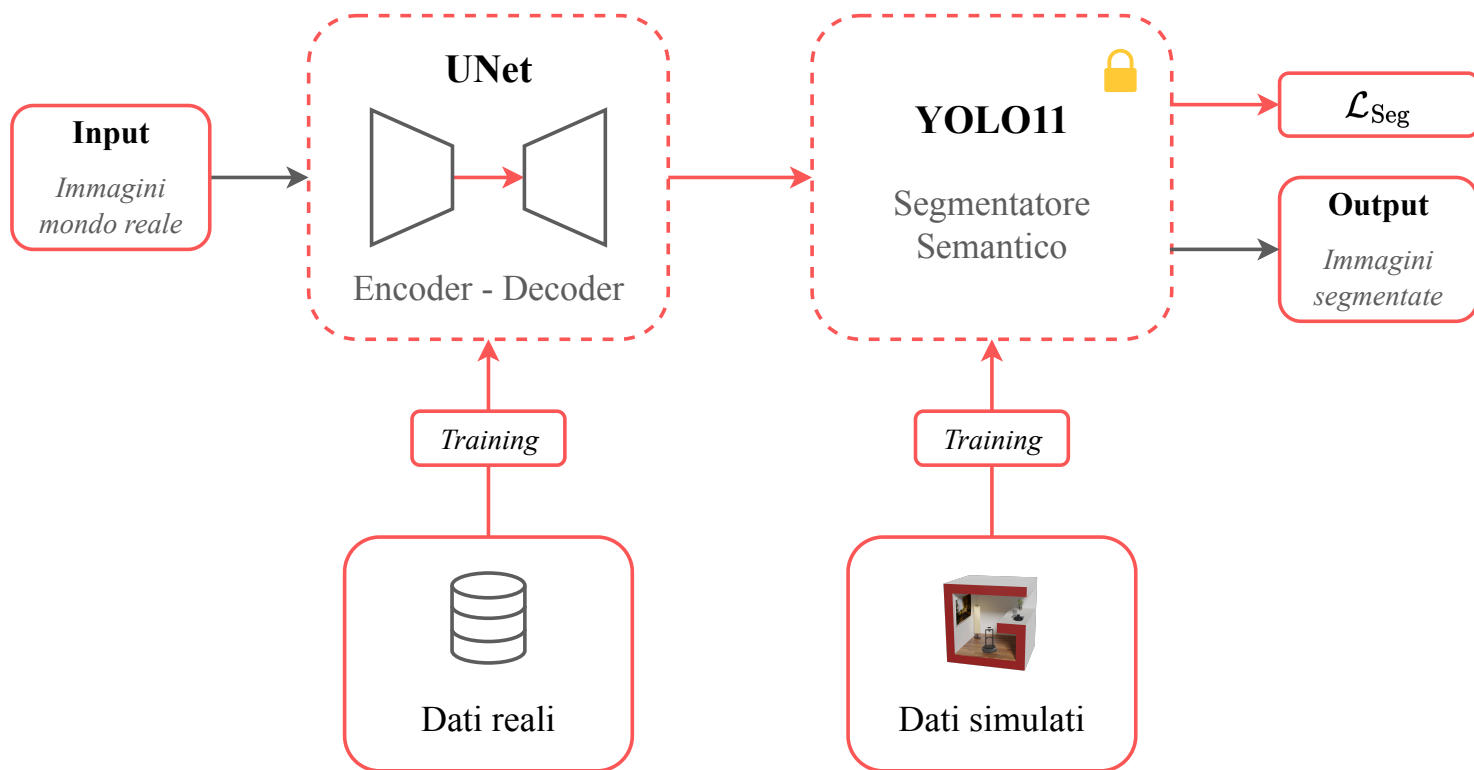 Input
Immagini
mondo reale
UNet
Encoder - Decoder
YOLO11
Segmentatore
Semantico
ℒSeg
Output
Immagini
segmentate
Training
Training
Dati reali
Dati simulati